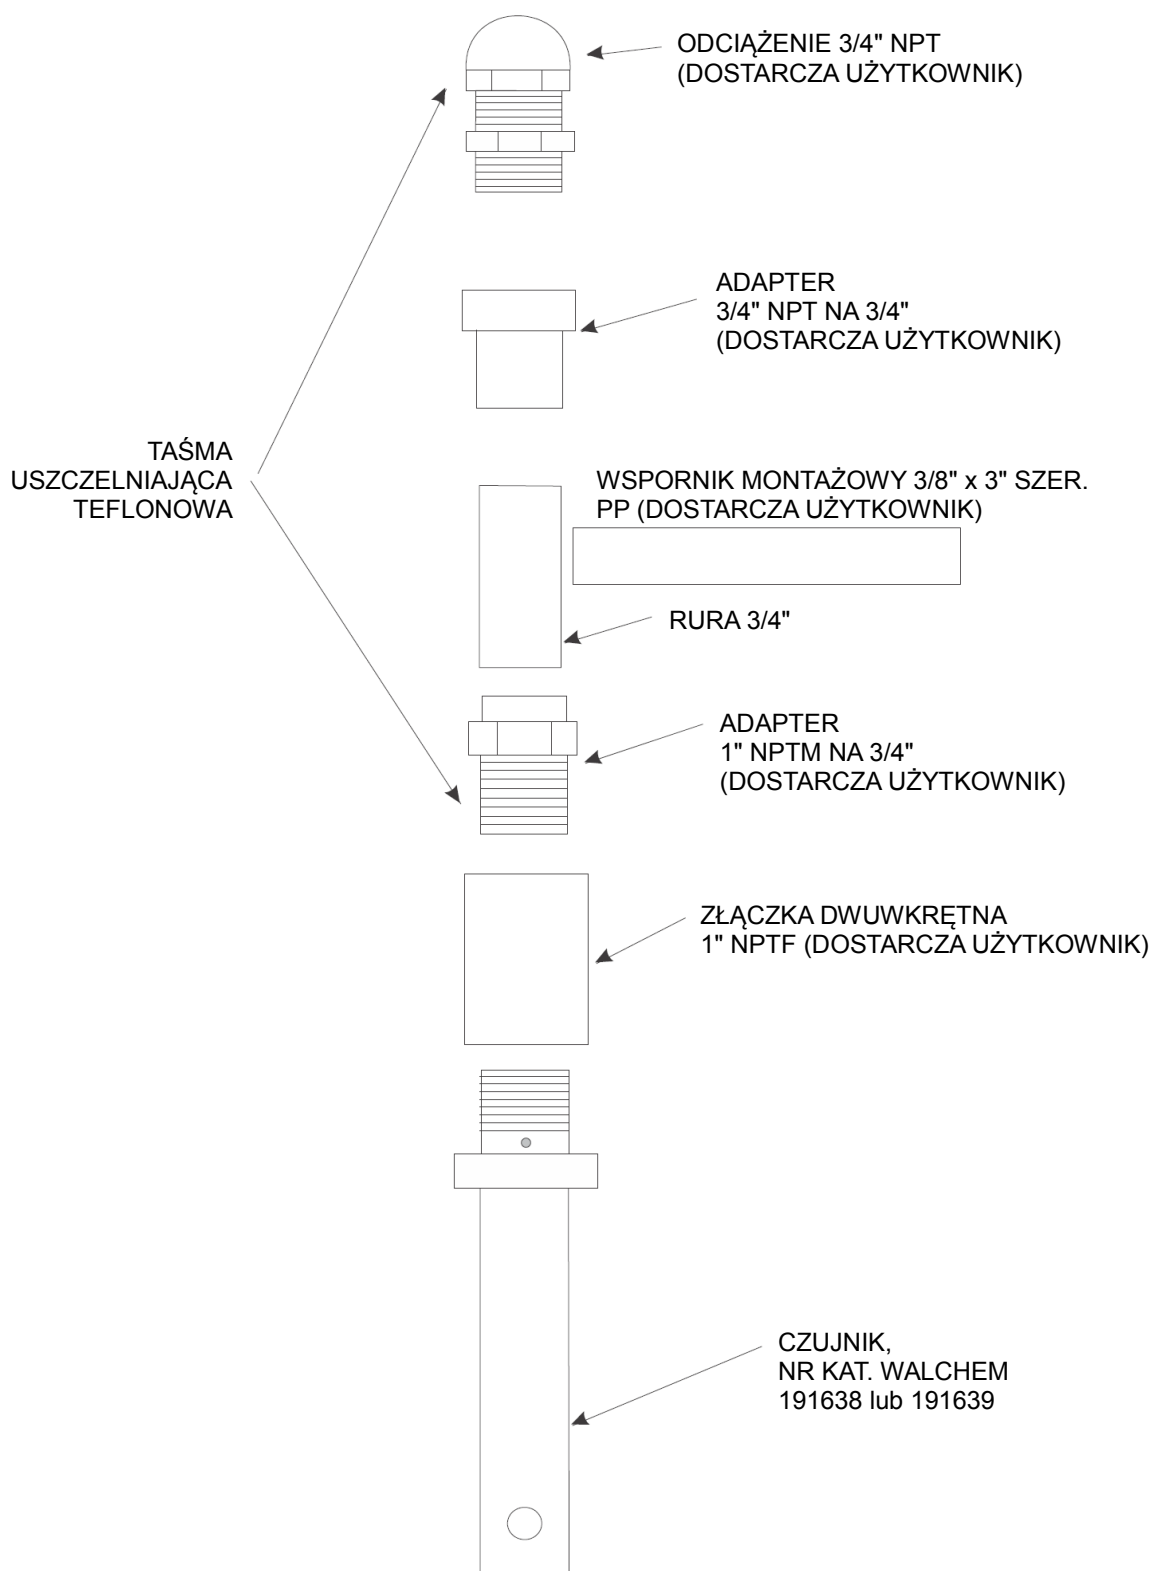 ODCIĄŻENIE 3/4" NPT
(DOSTARCZA UŻYTKOWNIK)
ADAPTER
3/4" NPT NA 3/4"
(DOSTARCZA UŻYTKOWNIK)
TAŚMA
USZCZELNIAJĄCA
TEFLONOWA
WSPORNIK MONTAŻOWY 3/8" x 3" SZER.
PP (DOSTARCZA UŻYTKOWNIK)
RURA 3/4"
ADAPTER
1" NPTM NA 3/4"
(DOSTARCZA UŻYTKOWNIK)
ZŁĄCZKA DWUWKRĘTNA
1" NPTF (DOSTARCZA UŻYTKOWNIK)
CZUJNIK,
NR KAT. WALCHEM
191638 lub 191639